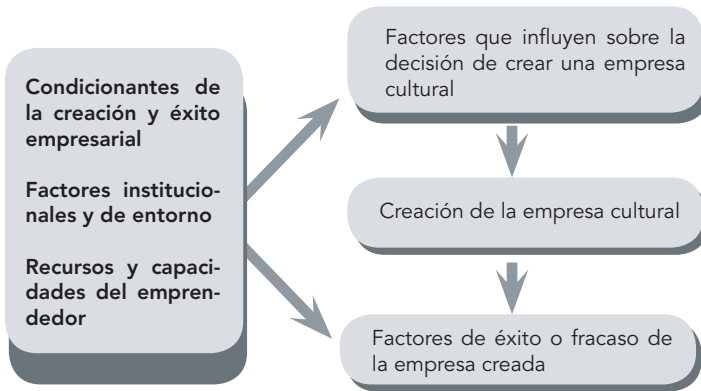 Condicionantes de
la creación y éxito
empresarial
Factores institucio-
nales y de entorno
Recursos y capaci-
dades del empren-
dedor
Factores que influyen sobre la
decisión de crear una empresa
cultural
Creación de la empresa cultural
Factores de éxito o fracaso de
la empresa creada